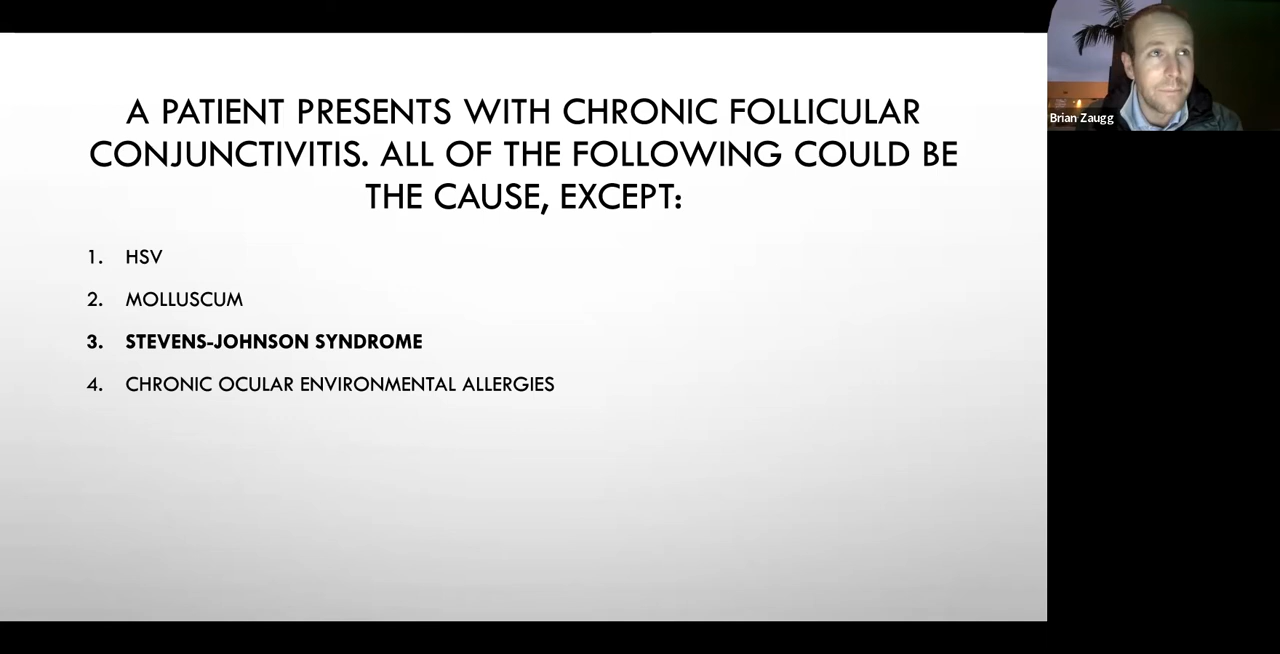 A PATIENT PRESENTS WITH CHRONIC FOLLICULAR
CONJUNCTIVITIS. ALL OF THE FOLLOWING COULD BE
THE CAUSE, EXCEPT:
1. HSV
2. MOLLUSCUM
3. STEVENS-JOHNSON SYNDROME
4. CHRONIC OCULAR ENVIRONMENTAL ALLERGIES
Brian Zaugg